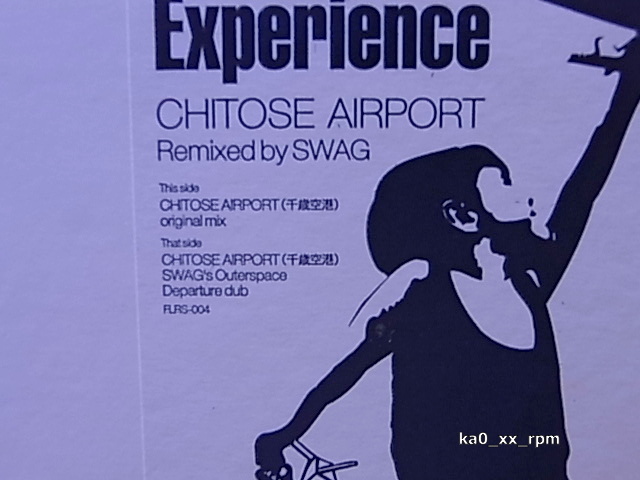 Experience
CHITOSE AIRPORT
Remixed by SWAG
This side
CHITOSE AIRPORT (千歳空港)
original mix
That side
CHITOSE AIRPORT (千歳空港)
SWAG's Outerspace
Departure dub
FLRS-004
ka0_xx_rpm